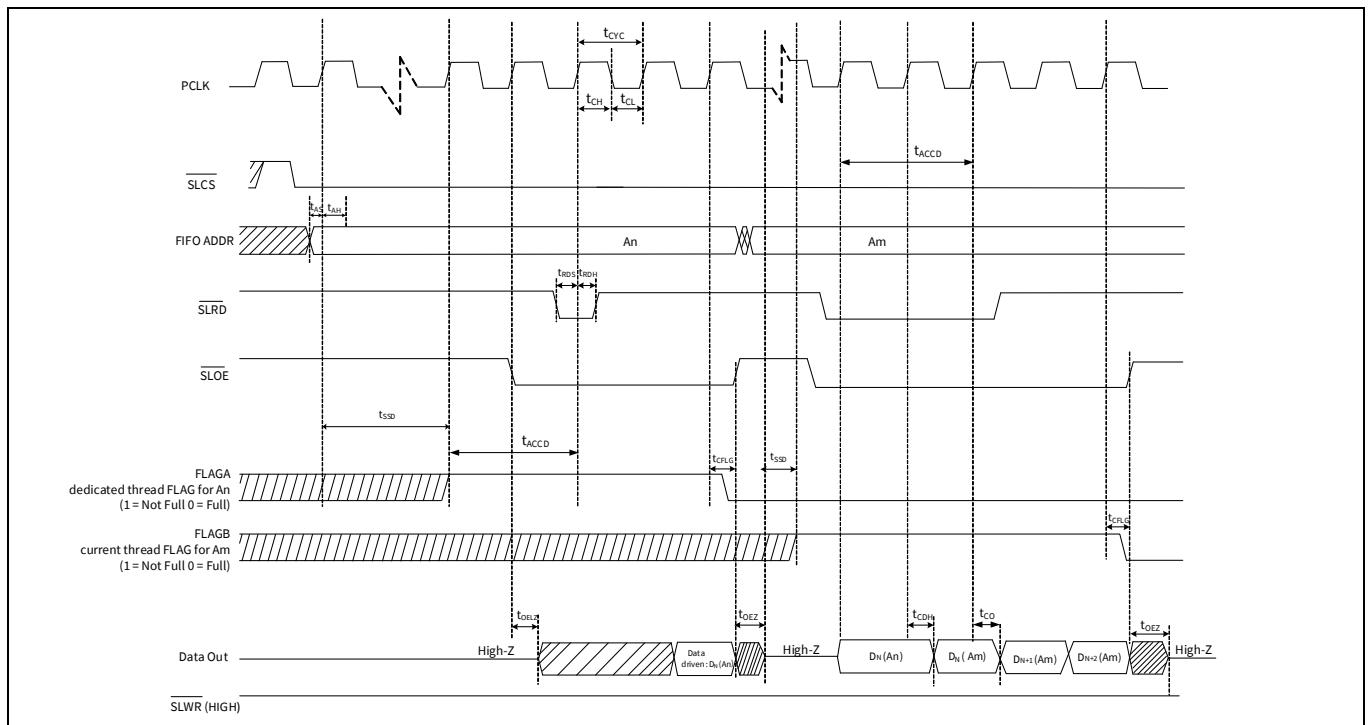 tCYC
PCLK
tCH
tCL
tACCD
SLCS
tAS
tAH
FIFO ADDR
An
Am
tRDS
tRDH
SLRD
SLOE
tSSD
tACCD
FLAGA
dedicated thread FLAG for An
(1 = Not Full 0 = Full)
tCFLG
tSSD
FLAGB
current thread FLAG for Am
(1 = Not Full 0 = Full)
tCFLG
tOELZ
tOEZ
tCDH
tCO
tOEZ
Data Out
High-Z
Data
driven: DN(An)
High-Z
DN(An)
DN(Am)
DN+1(Am)
DN+2(Am)
High-Z
SLWR (HIGH)